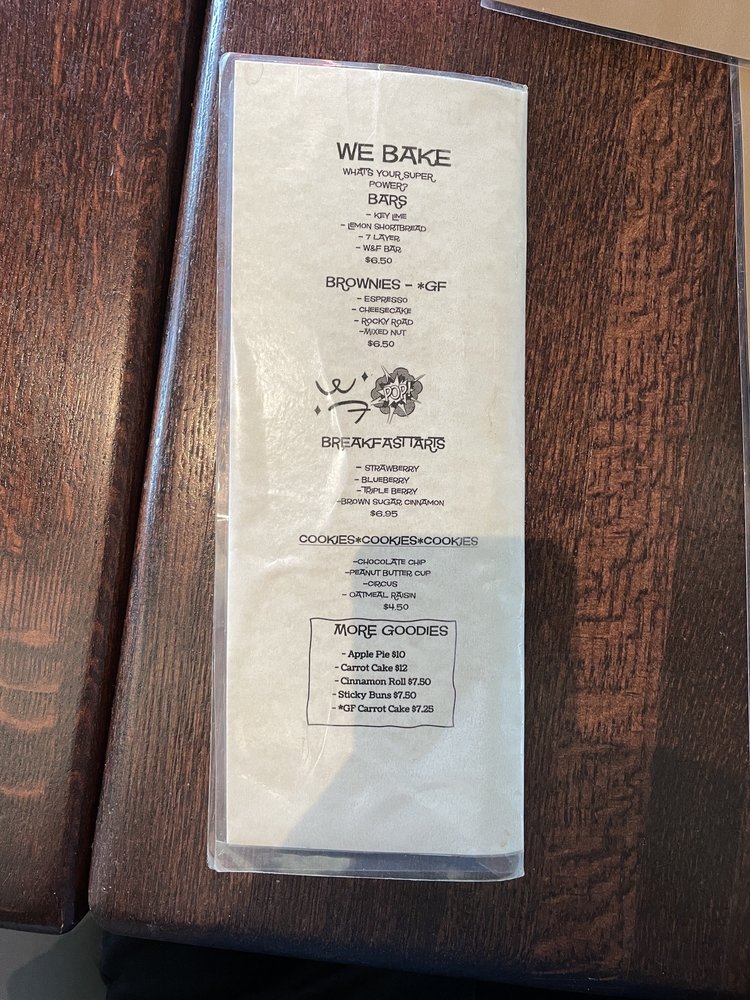 WE BAKE
WHAT'S YOUR SUPER
POWER?
BARS
- KEY LIME
- LEMON SHORTBREAD
- 7 LAYER
- W&F BAR
$6.50
BROWNIES - *GF
- ESPRESSO
- CHEESECAKE
- ROCKY ROAD
-MIXED NUT
$6.50
W
F
POP!
BREAKFAST TARTS
- STRAWBERRY
- BLUEBERRY
-TRIPLE BERRY
-BROWN SUGAR CINNAMON
$6.95
COOKIES*COOKIES*COOKIES
-CHOCOLATE CHIP
-PEANUT BUTTER CUP
-CIRCUS
- OATMEAL RAISIN
$4.50
MORE GOODIES
- Apple Pie $10
- Carrot Cake $12
- Cinnamon Roll $7.50
- Sticky Buns $7.50
- *GF Carrot Cake $7.25